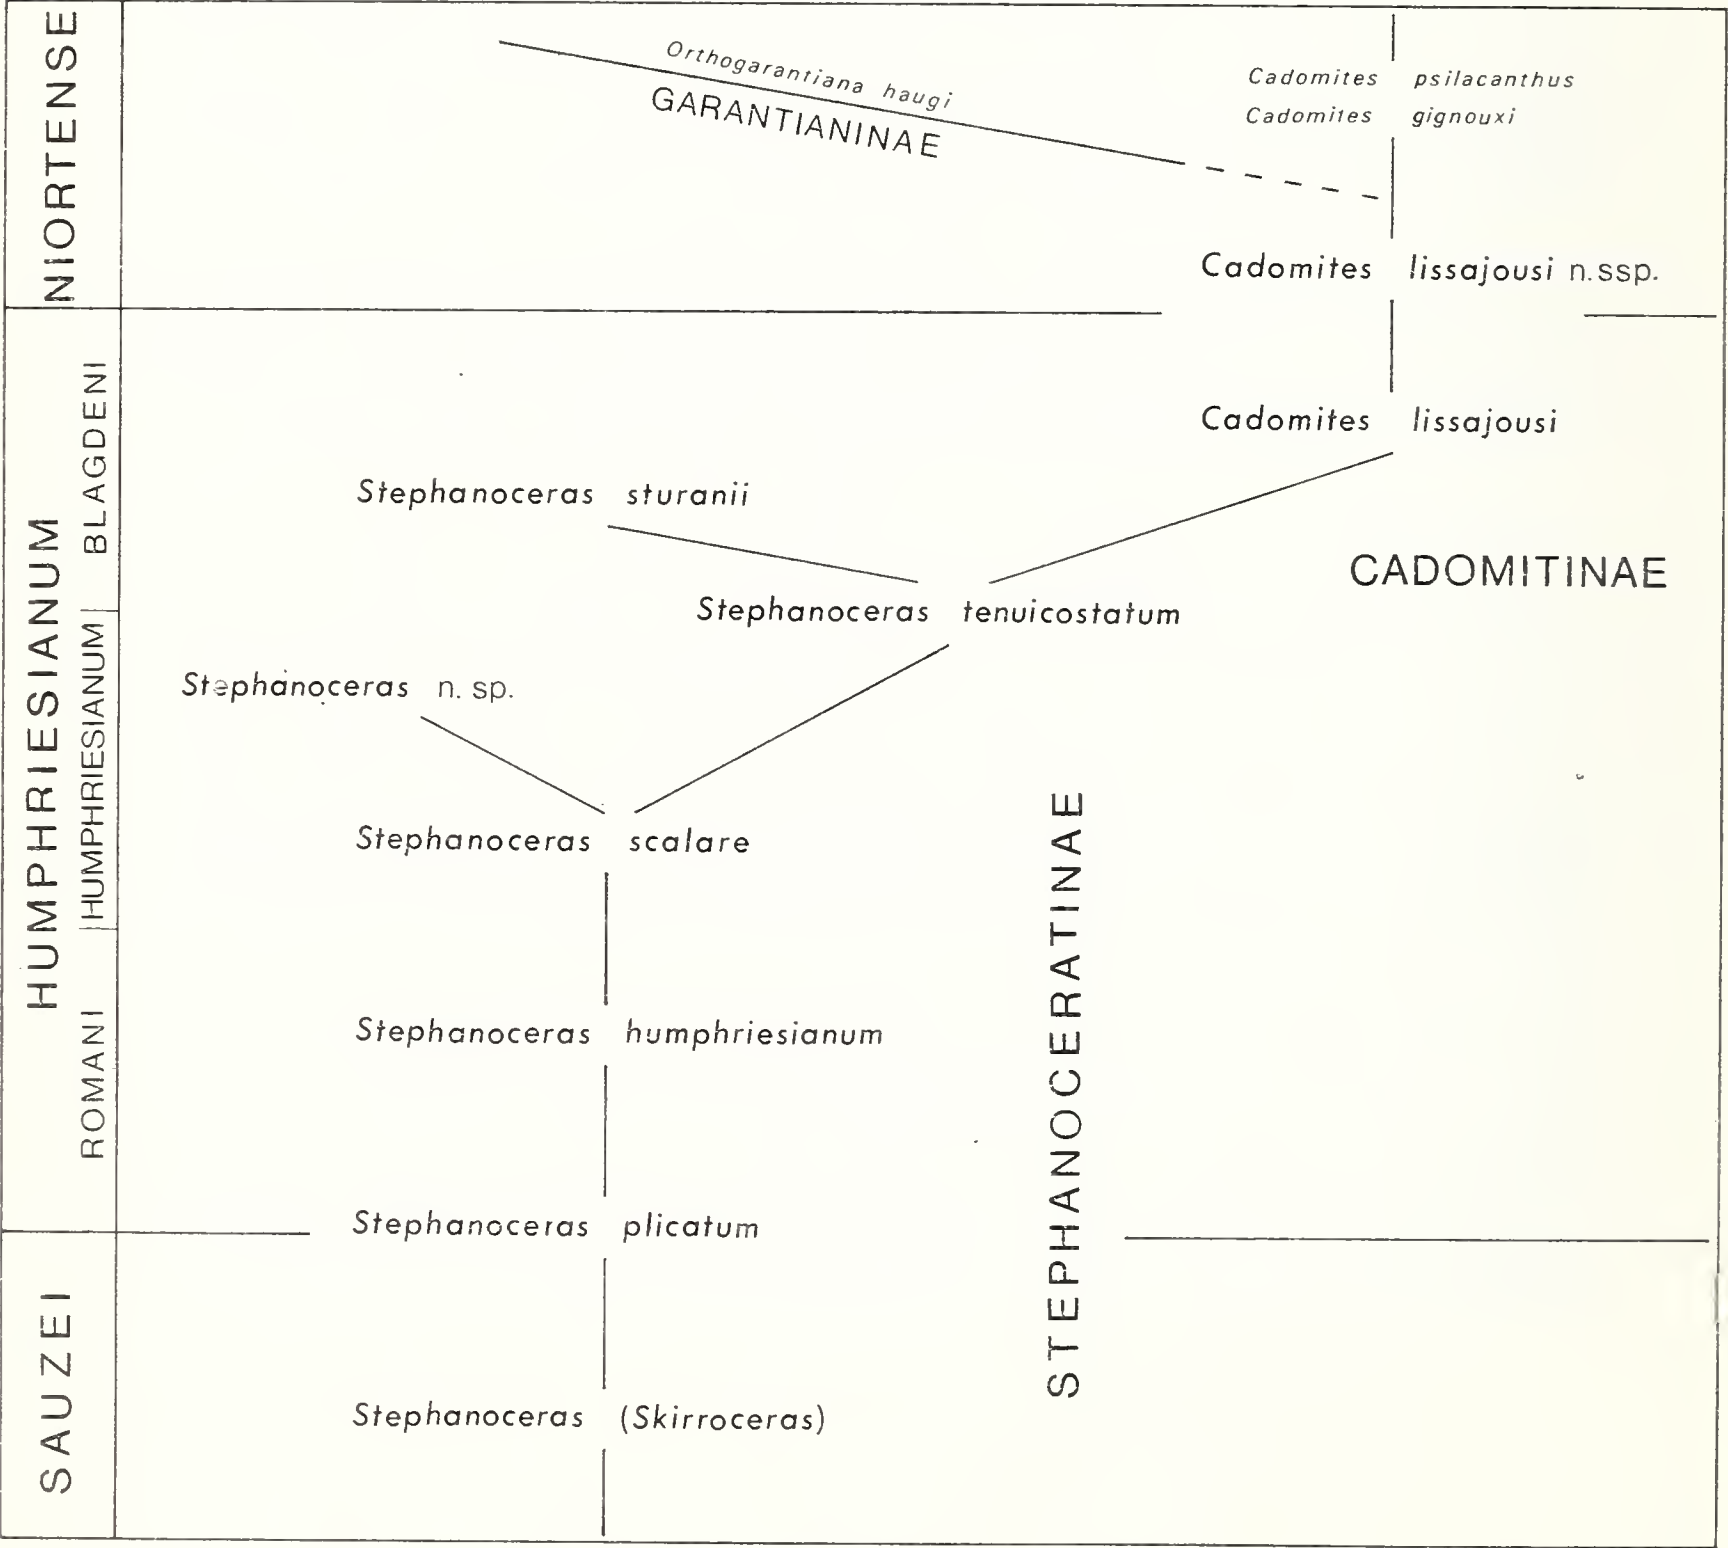 NIORTENSE
Orthogarantiana haugi
GARANTIANINAE
Cadomites psilacanthus
Cadomites gignouxi
Cadomites lissajousi n.ssp.
HUMPHRIESIANUM
BLAGDENI
HUMPHRIESIANUM
ROMANI
Cadomites lissajousi
Stephanoceras sturanii
CADOMITINAE
Stephanoceras tenuicostatum
Stephanoceras n. sp.
Stephanoceras scalare
STEPHANOCERATINAE
Stephanoceras humphriesianum
Stephanoceras plicatum
SAUZEI
Stephanoceras (Skirroceras)